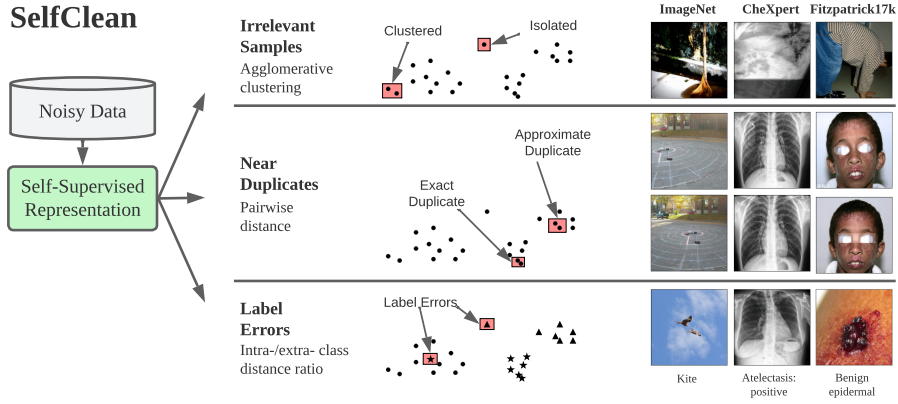 SelfClean
Noisy Data
Self-Supervised
Representation
Irrelevant
Samples
Agglomerative
clustering
Clustered
Isolated
ImageNet
CheXpert
Fitzpatrick17k
Near
Duplicates
Pairwise
distance
Exact
Duplicate
Approximate
Duplicate
Label
Errors
Intra-/extra- class
distance ratio
Label Errors
Kite
Atelectasis:
positive
Benign
epidermal